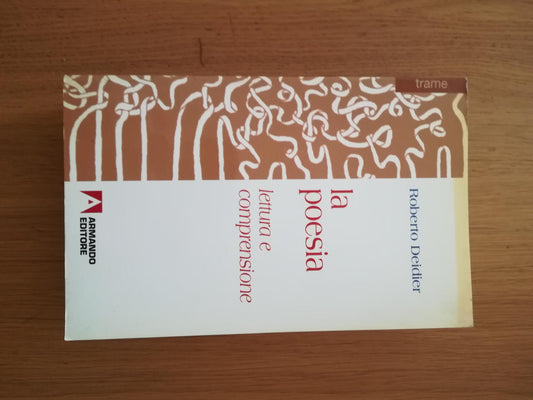 trame
Roberto Deidier
la
poesia
lettura e
comprensione
ARMANDO
EDITORE